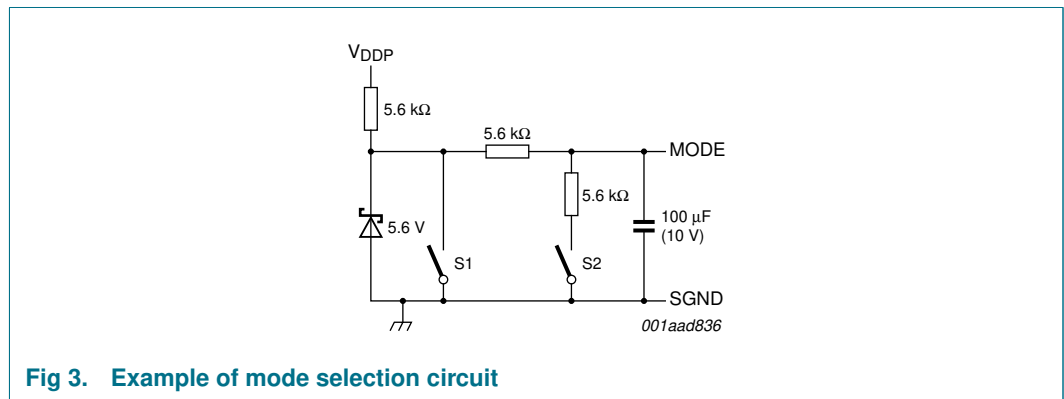 VDDP
5.6 kΩ
5.6 kΩ
MODE
5.6 kΩ
100 μF
(10 V)
5.6 V
S1
S2
SGND
001aad836
Fig 3. Example of mode selection circuit